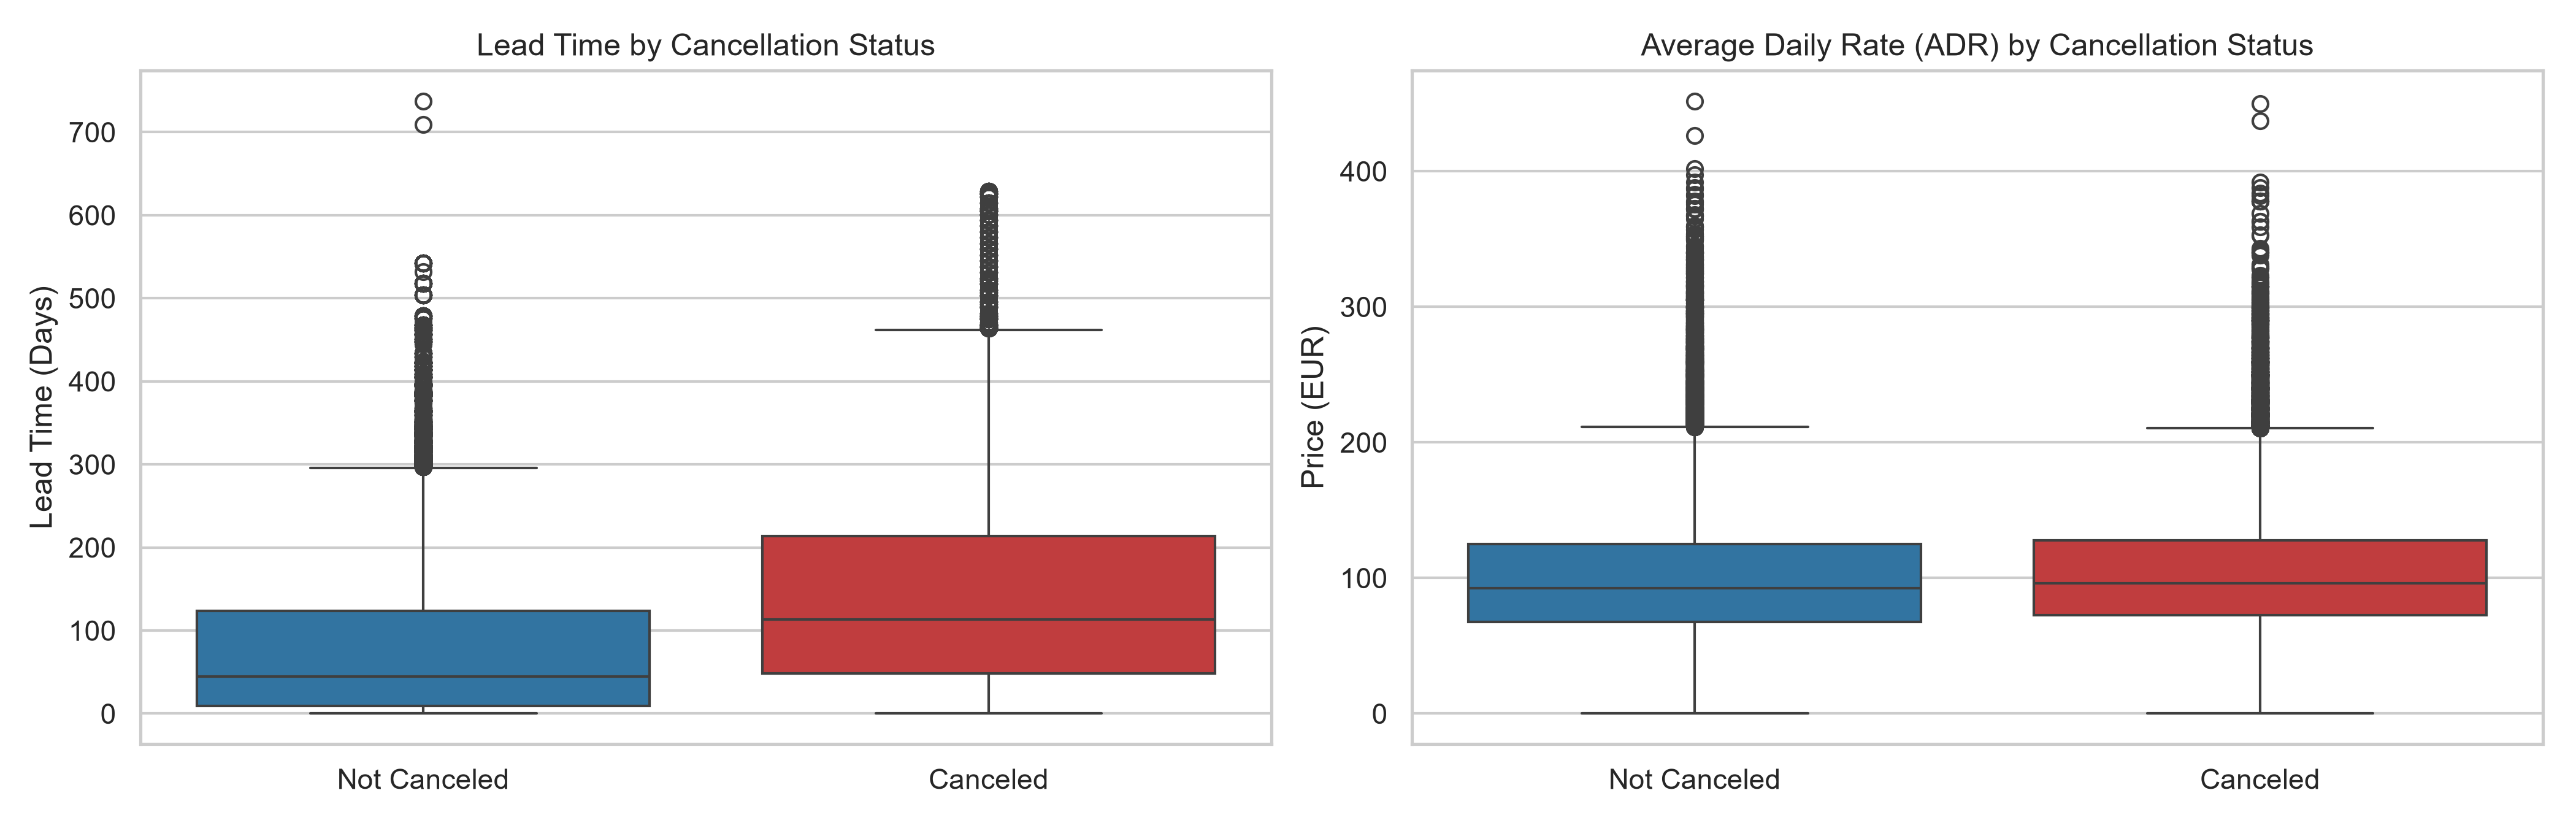 Lead Time by Cancellation Status
Lead Time (Days)
700
600
500
400
300
200
100
0
Not Canceled
Canceled
Average Daily Rate (ADR) by Cancellation Status
Price (EUR)
400
300
200
100
0
Not Canceled
Canceled